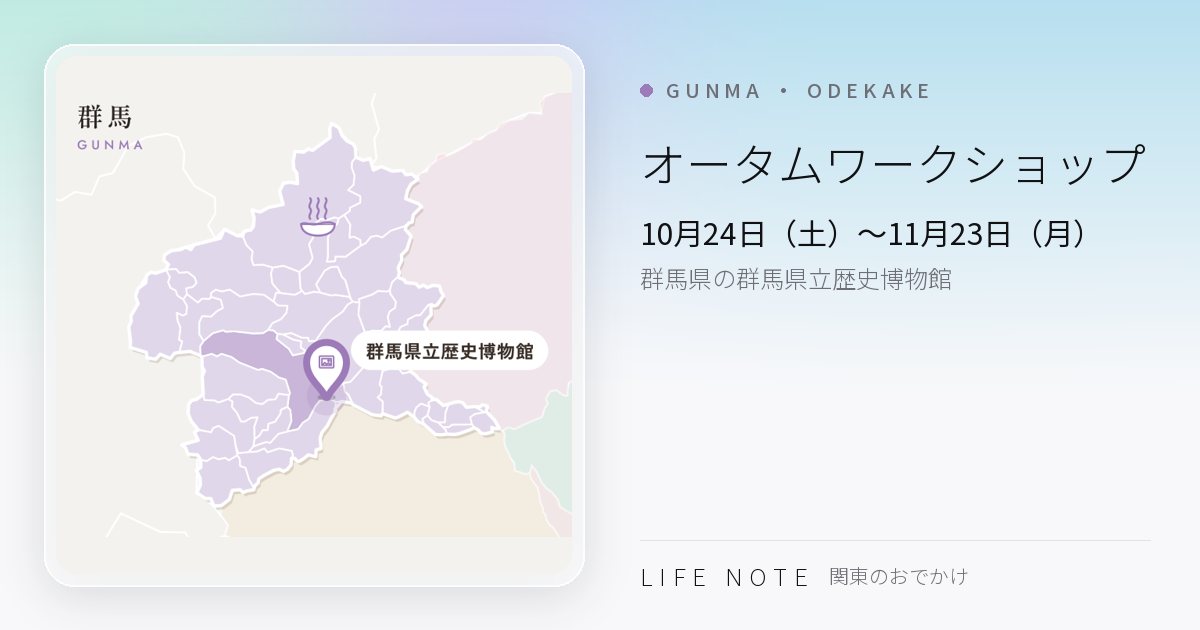 群馬
GUNMA
群馬県立歴史博物館
GUNMA ・ ODEKAKE
オータムワークショップ
10月24日（土）～11月23日（月）
群馬県の群馬県立歴史博物館
LIFE NOTE 関東のおでかけ